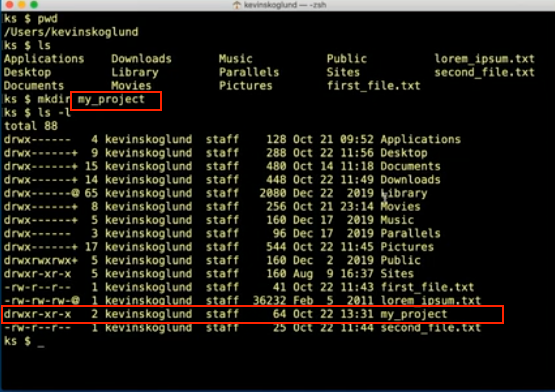 kevinskoglund — -zsh
ks $ pwd
/Users/kevinskoglund
ks $ ls
Applications Downloads Music Public lorem_ipsum.txt
Desktop Library Parallels Sites second_file.txt
Documents Movies Pictures first_file.txt
ks $ mkdir my_project
ks $ ls -l
total 88
drwx------ 4 kevinskoglund staff 128 Oct 21 09:52 Applications
drwx------+ 9 kevinskoglund staff 288 Oct 22 11:56 Desktop
drwx------+ 15 kevinskoglund staff 480 Oct 14 11:18 Documents
drwx------+ 14 kevinskoglund staff 448 Oct 22 11:49 Downloads
drwx------@ 65 kevinskoglund staff 2080 Dec 22 2019 Library
drwx------+ 8 kevinskoglund staff 256 Oct 21 23:14 Movies
drwx------+ 5 kevinskoglund staff 160 Dec 17 2019 Music
drwx------ 3 kevinskoglund staff 96 Dec 17 2019 Parallels
drwx------+ 17 kevinskoglund staff 544 Oct 22 11:45 Pictures
drwxrwxrwx+ 5 kevinskoglund staff 160 Dec 2 2019 Public
drwxr-xr-x 5 kevinskoglund staff 160 Aug 9 16:37 Sites
-rw-r--r-- 1 kevinskoglund staff 41 Oct 22 11:43 first_file.txt
-rw-rw-rw-@ 1 kevinskoglund staff 36232 Feb 5 2011 lorem_ipsum.txt
drwxr-xr-x 2 kevinskoglund staff 64 Oct 22 13:31 my_project
-rw-r--r-- 1 kevinskoglund staff 25 Oct 22 11:44 second_file.txt
ks $ _